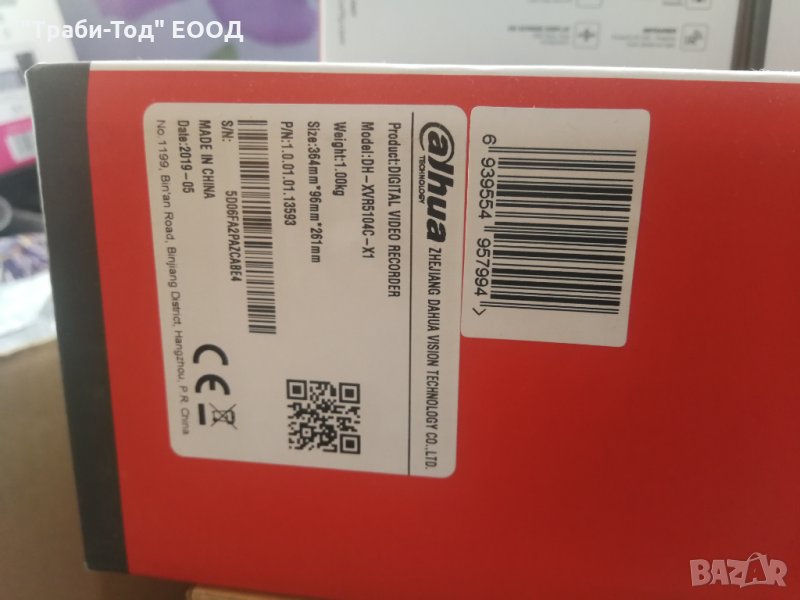 "Траби-Тод" ЕООД
alhua
TECHNOLOGY
ZHEJIANG DAHUA VISION TECHNOLOGY CO.,LTD.
Product:DIGITAL VIDEO RECORDER
Model:DH-XVR5104C-X1
Weight:1.00kg
Size:364mm*96mm*261mm
P/N:1.0.01.01.13593
S/N:
5D06FA2PAZCABE4
MADE IN CHINA
Date:2019-05
No.1199, Bin'an Road, Binjiang District, Hangzhou, P.R. China
CE
6 939554 957994 >
BAZAR